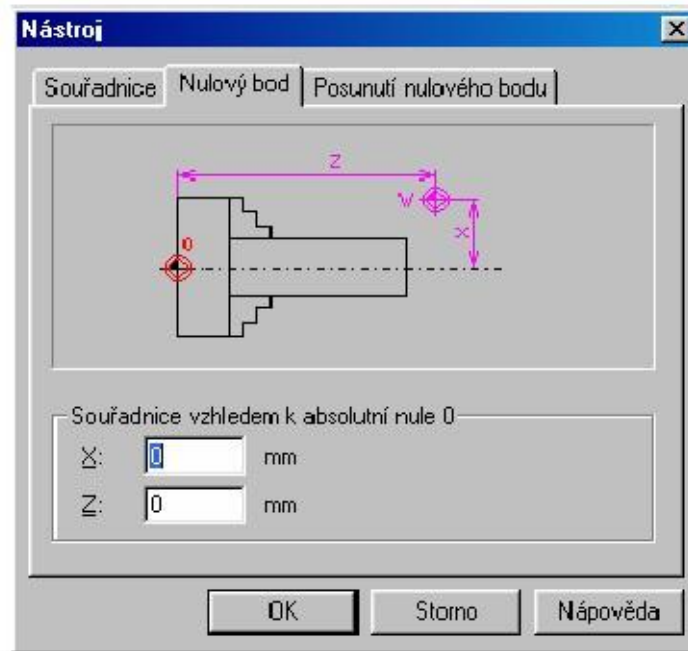 Nástroj
Souřadnice Nulový bod Posunutí nulového bodu
Z
W
X
0
Souřadnice vzhledem k absolutní nule 0
X: 0 mm
Z: 0 mm
OK Storno Nápověda